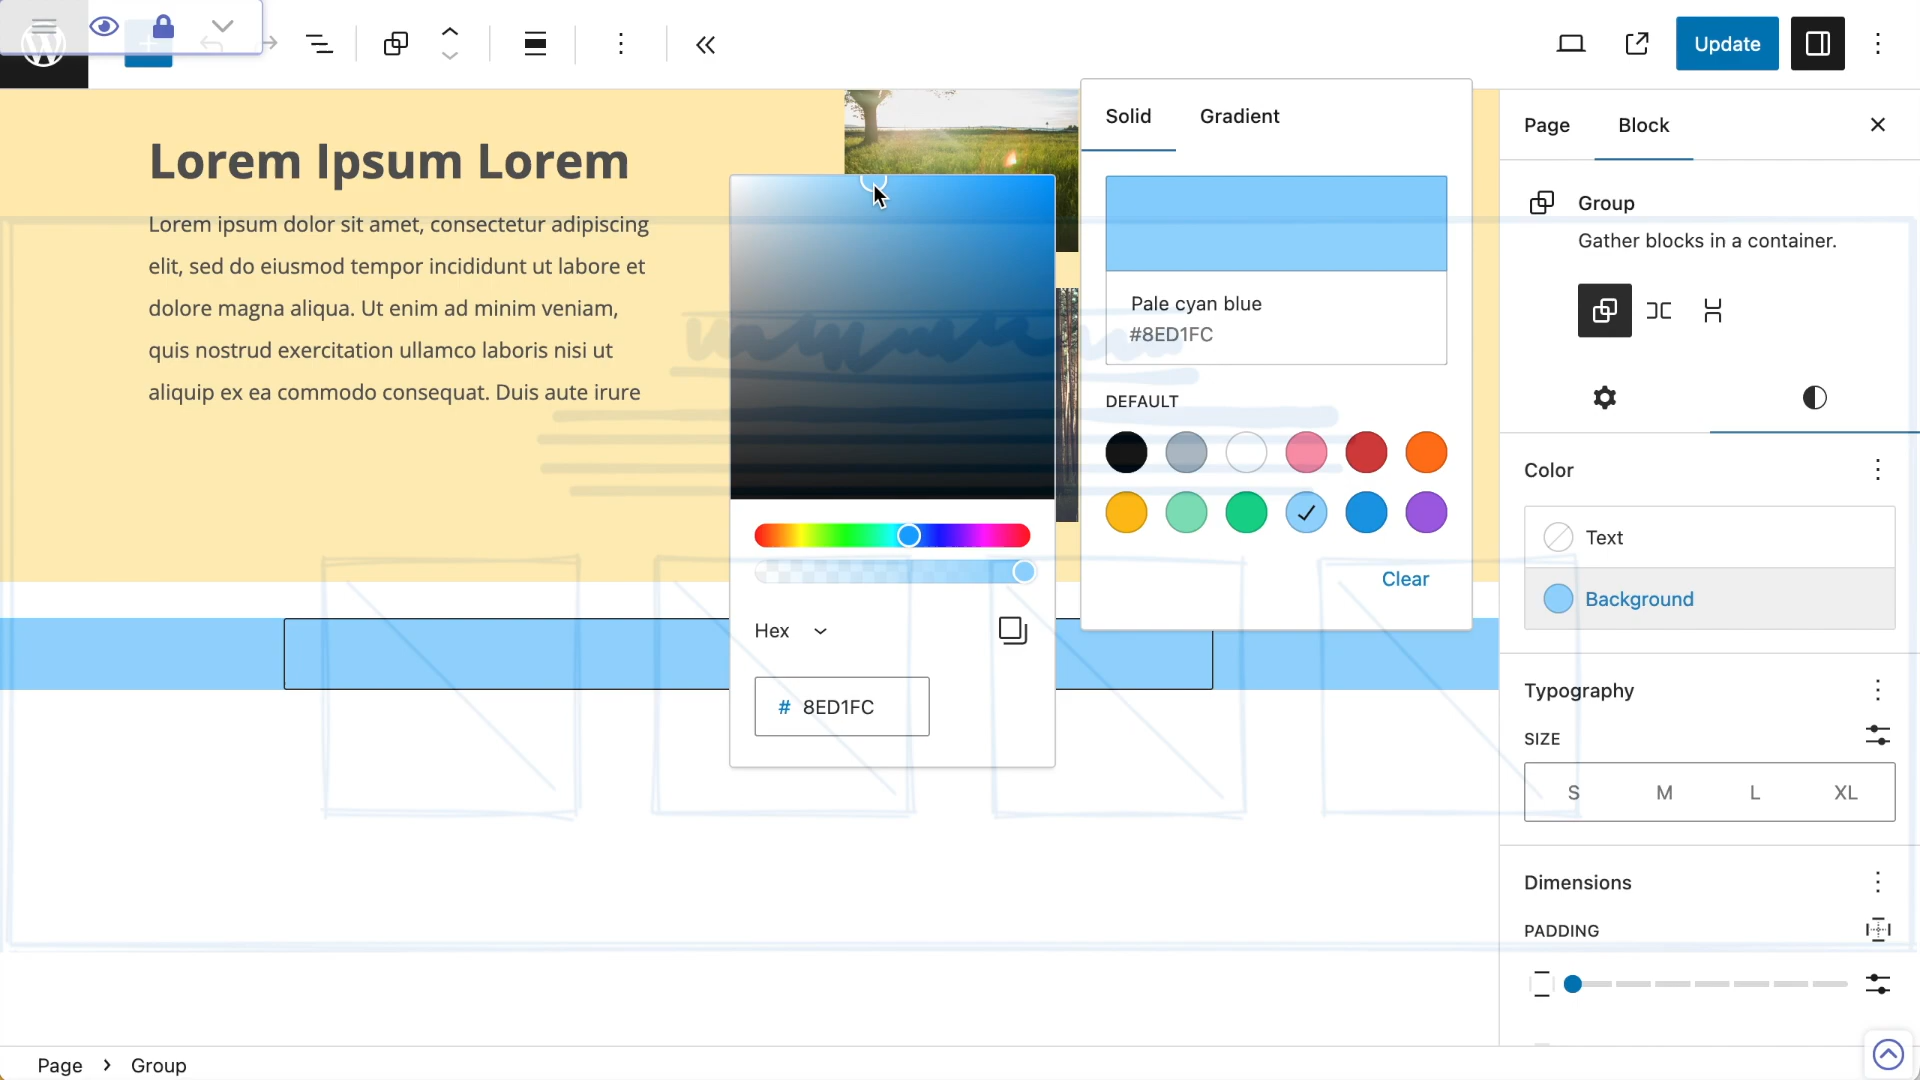 Update
Solid
Gradient
Page
Block
Lorem Ipsum Lorem
Lorem ipsum dolor sit amet, consectetur adipiscing
elit, sed do eiusmod tempor incididunt ut labore et
dolore magna aliqua. Ut enim ad minim veniam,
quis nostrud exercitation ullamco laboris nisi ut
aliquip ex ea commodo consequat. Duis aute irure
Hex
# 8ED1FC
Pale cyan blue
#8ED1FC
DEFAULT
Clear
Group
Gather blocks in a container.
Color
Text
Background
Typography
SIZE
S M L XL
Dimensions
PADDING
Page > Group